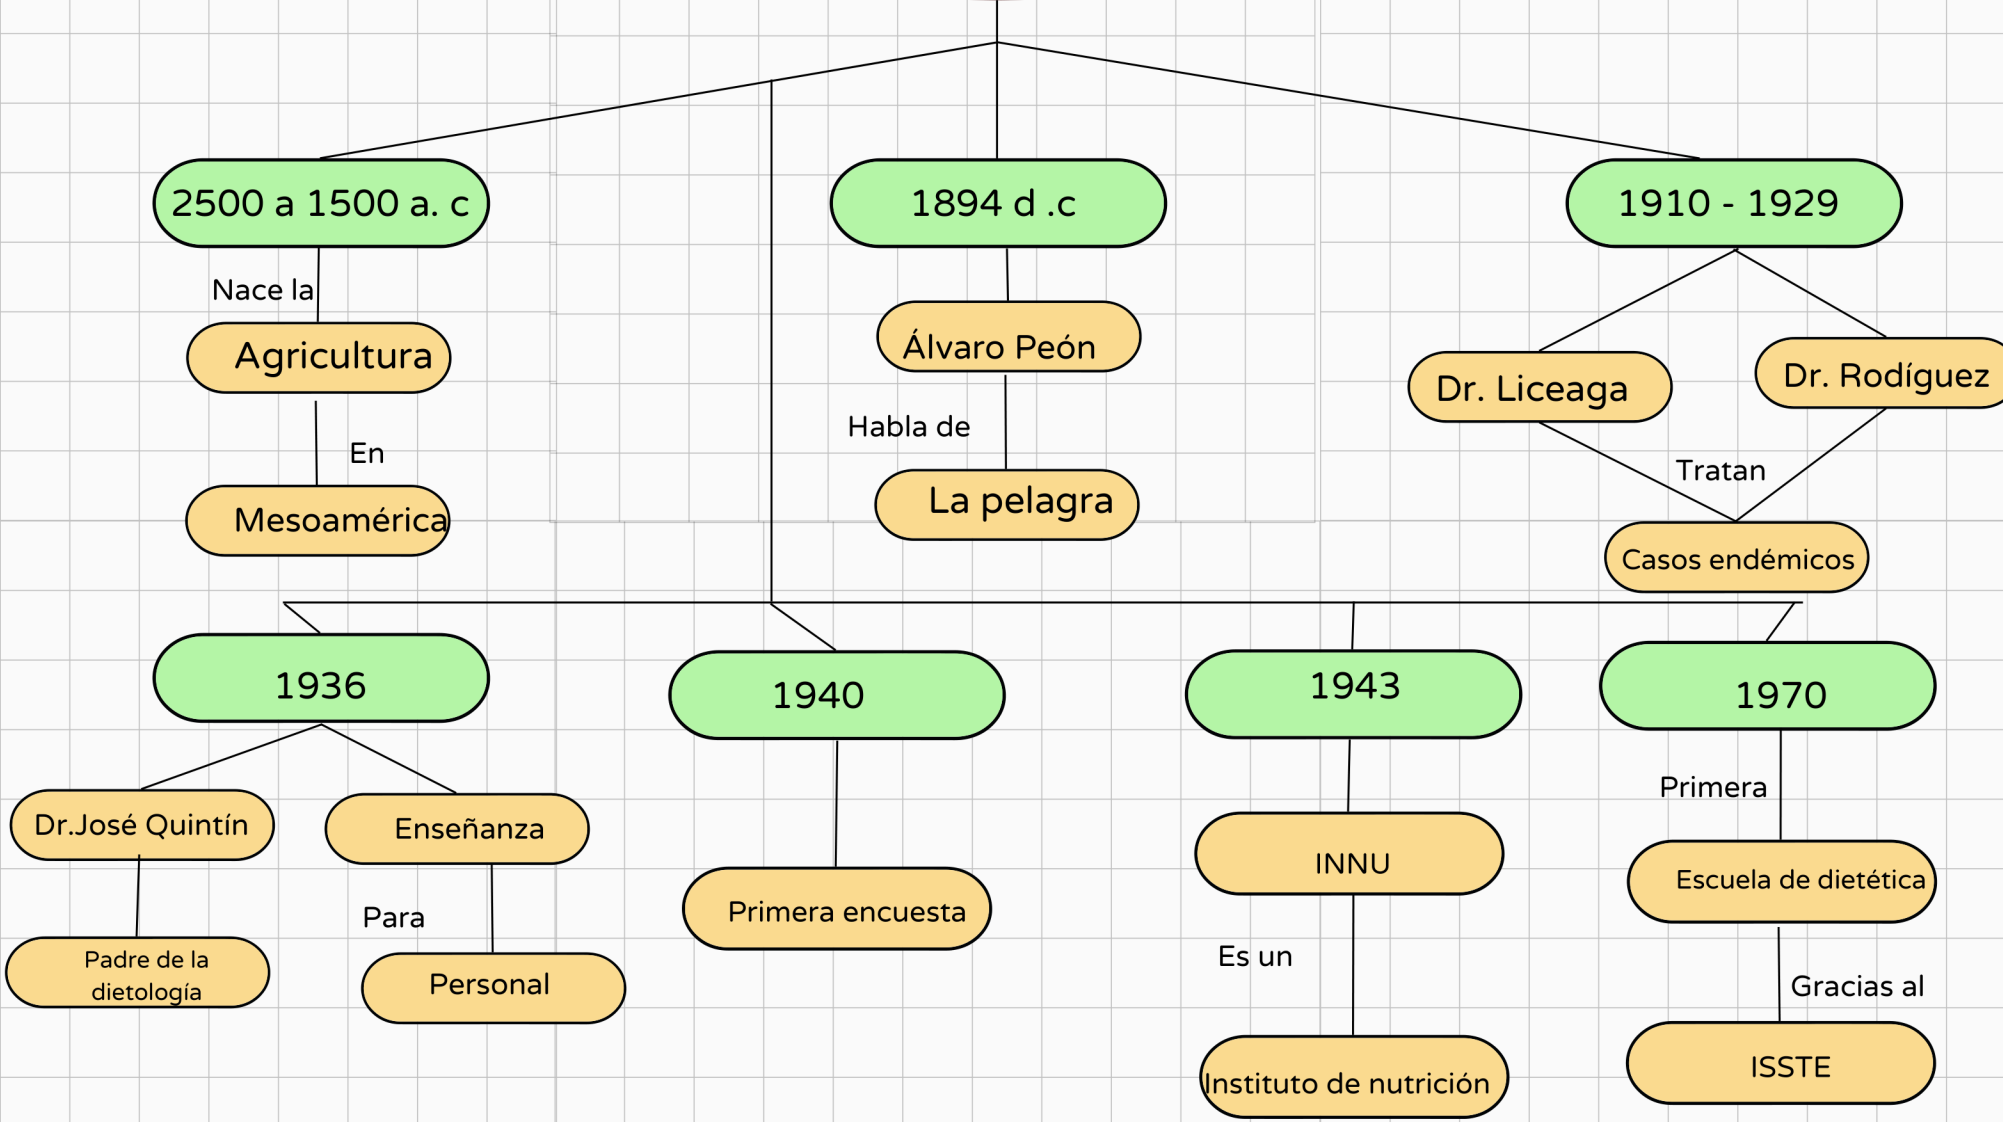 2500 a 1500 a. c
1894 d .c
1910 - 1929
Nace la
Agricultura
En
Mesoamérica
Álvaro Peón
Habla de
La pelagra
Dr. Liceaga
Dr. Rodíguez
Tratan
Casos endémicos
1936
1940
1943
1970
Dr.José Quintín
Padre de la
dietología
Enseñanza
Para
Personal
Primera encuesta
INNU
Es un
Instituto de nutrición
Primera
Escuela de dietética
Gracias al
ISSTE